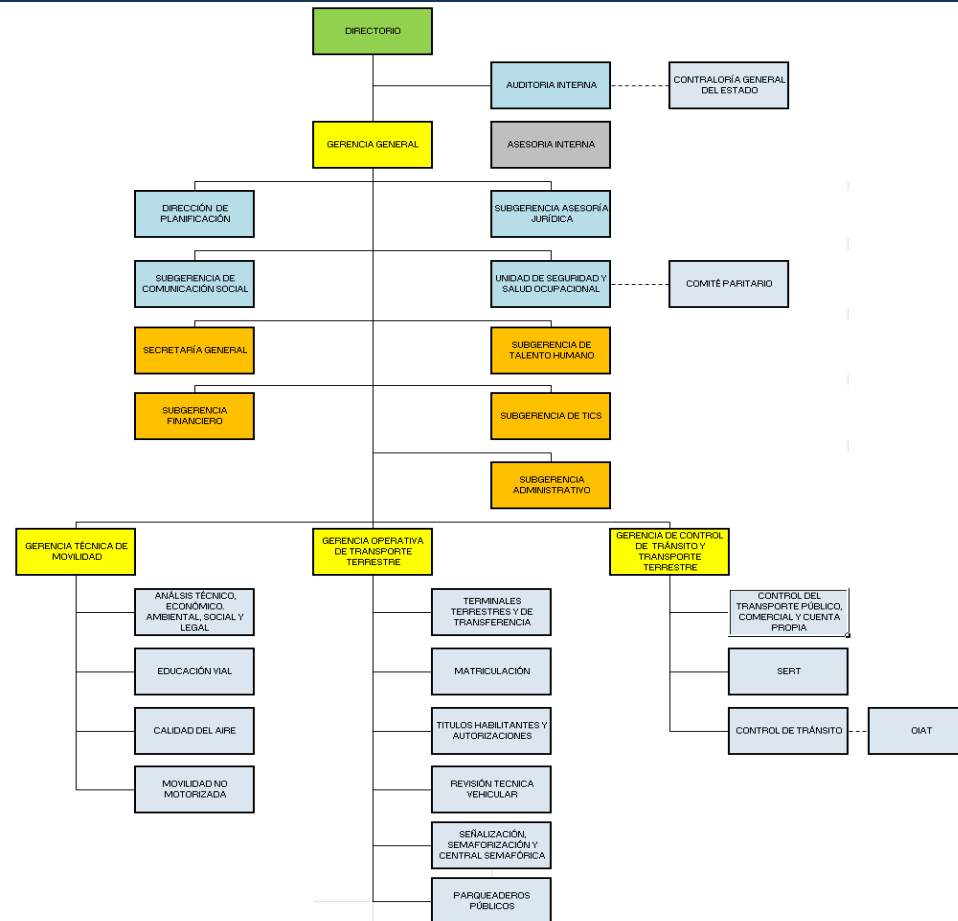 DIRECTORIO
AUDITORIA INTERNA
CONTRALORÍA GENERAL
DEL ESTADO
GERENCIA GENERAL
ASESORIA INTERNA
DIRECCIÓN DE
PLANIFICACIÓN
SUBGERENCIA ASESORÍA
JURÍDICA
SUBGERENCIA DE
COMUNICACIÓN SOCIAL
UNIDAD DE SEGURIDAD Y
SALUD OCUPACIONAL
COMITÉ PARITARIO
SECRETARÍA GENERAL
SUBGERENCIA DE
TALENTO HUMANO
SUBGERENCIA
FINANCIERO
SUBGERENCIA DE TICS
SUBGERENCIA
ADMINISTRATIVO
GERENCIA TÉCNICA DE
MOVILIDAD
GERENCIA OPERATIVA
DE TRANSPORTE
TERRESTRE
GERENCIA DE CONTROL
DE TRÁNSITO Y
TRANSPORTE
TERRESTRE
ANÁLSIS TÉCNICO,
ECONÓMICO.
AMBIENTAL, SOCIAL Y
LEGAL
TERMINALES
TERRESTRES Y DE
TRANSFERENCIA
CONTROL DEL
TRANSPORTE PÚBLICO,
COMERCIAL Y CUENTA
PROPIA
EDUCACIÓN VIAL
MATRICULACIÓN
SERT
CALIDAD DEL AIRE
TITULOS HABILITANTES Y
AUTORIZACIONES
CONTROL DE TRÁNSITO
OIAT
MOVILIDAD NO
MOTORIZADA
REVISIÓN TECNICA
VEHICULAR
SEÑALIZACIÓN,
SEMAFORIZACIÓN Y
CENTRAL SEMAFÓRICA
PARQUEADEROS
PÚBLICOS